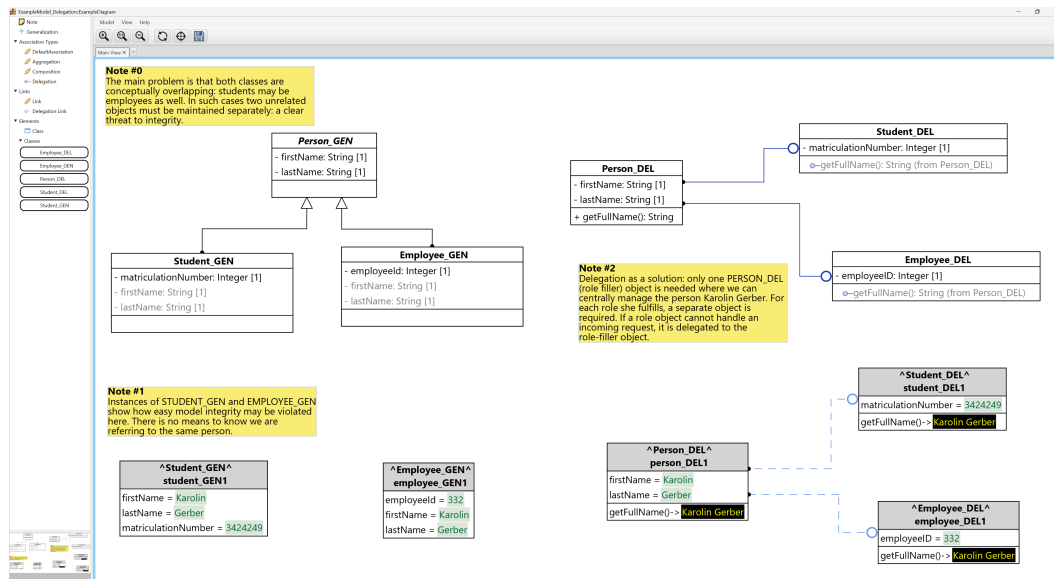 ExampleModel_Delegation::ExampleDiagram
Note
Generalization
Association Types
DefaultAssociation
Aggregation
Composition
Delegation
Links
Link
Delegation Link
Elements
Class
Classes
Employee_DEL
Employee_GEN
Person_DEL
Student_DEL
Student_GEN
Model View Help
Main View X +
Note #0
The main problem is that both classes are
conceptually overlapping: students may be
employees as well. In such cases two unrelated
objects must be maintained separately: a clear
threat to integrity.
Person_GEN
- firstName: String [1]
- lastName: String [1]
Student_GEN
- matriculationNumber: Integer [1]
- firstName: String [1]
- lastName: String [1]
Employee_GEN
- employeeId: Integer [1]
- firstName: String [1]
- lastName: String [1]
Person_DEL
- firstName: String [1]
- lastName: String [1]
+ getFullName(): String
Student_DEL
- matriculationNumber: Integer [1]
getFullName(): String (from Person_DEL)
Employee_DEL
- employeeID: Integer [1]
getFullName(): String (from Person_DEL)
Note #2
Delegation as a solution: only one PERSON_DEL
(role filler) object is needed where we can
centrally manage the person Karolin Gerber. For
each role she fulfills, a separate object is
required. If a role object cannot handle an
incoming request, it is delegated to the
role-filler object.
Note #1
Instances of STUDENT_GEN and EMPLOYEE_GEN
show how easy model integrity may be violated
here. There is no means to know we are
referring to the same person.
^Student_GEN^
student_GEN1
firstName = Karolin
lastName = Gerber
matriculationNumber = 3424249
^Employee_GEN^
employee_GEN1
employeeId = 332
firstName = Karolin
lastName = Gerber
^Person_DEL^
person_DEL1
firstName = Karolin
lastName = Gerber
getFullName()-> Karolin Gerber
^Student_DEL^
student_DEL1
matriculationNumber = 3424249
getFullName()-> Karolin Gerber
^Employee_DEL^
employee_DEL1
employeeID = 332
getFullName()-> Karolin Gerber